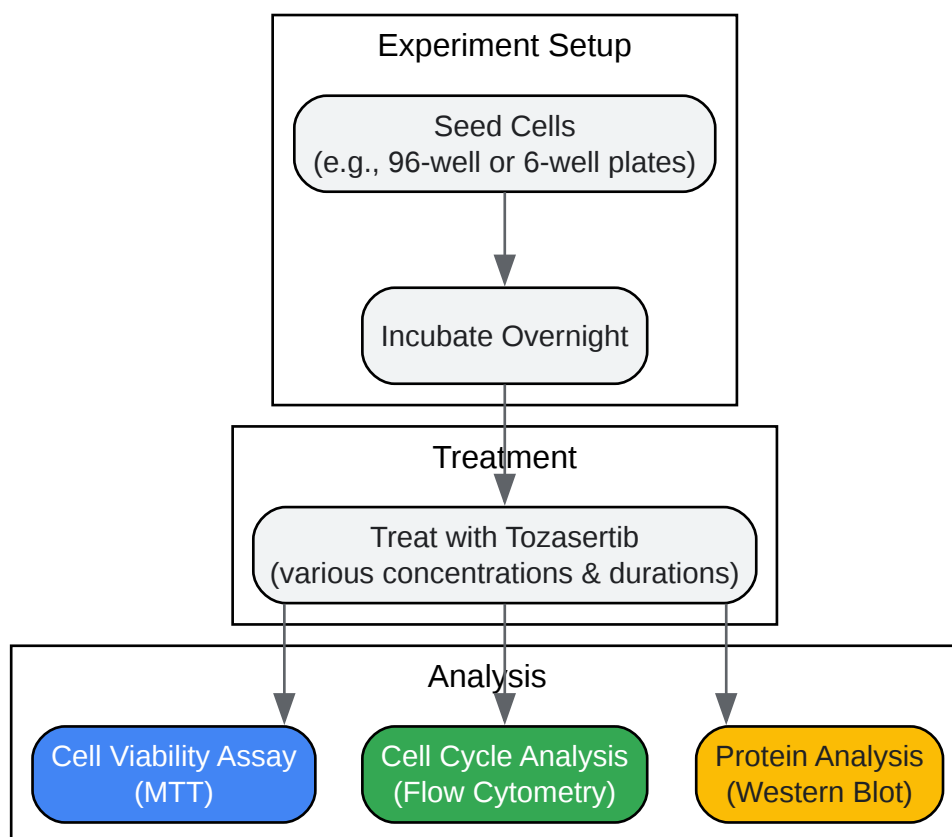 Experiment Setup
Seed Cells
(e.g., 96-well or 6-well plates)
Incubate Overnight
Treatment
Treat with Tozasertib
(various concentrations & durations)
Analysis
Cell Viability Assay
(MTT)
Cell Cycle Analysis
(Flow Cytometry)
Protein Analysis
(Western Blot)